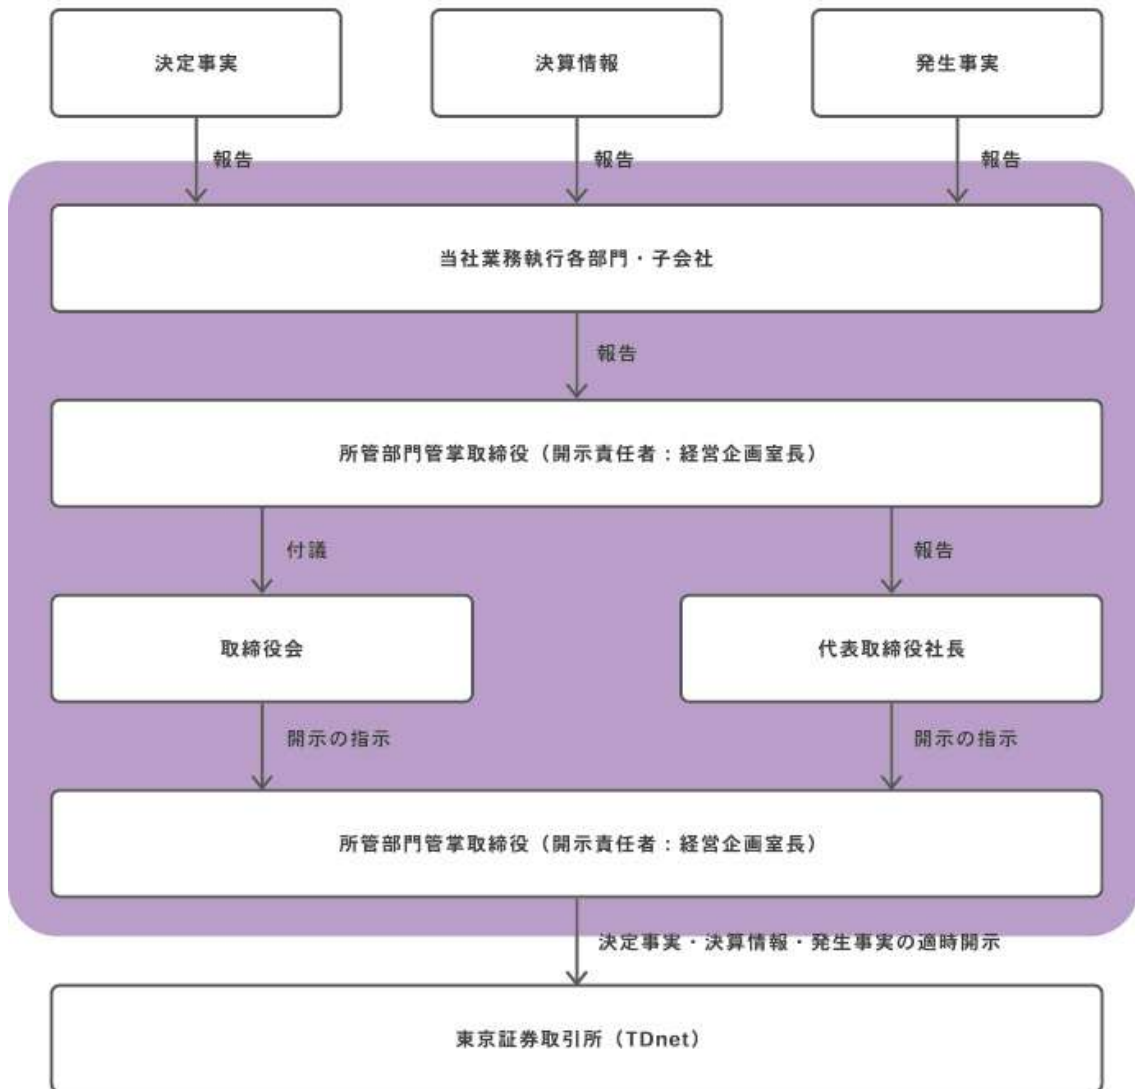 決定事実
決算情報
発生事実
報告
報告
報告
当社業務執行各部門・子会社
報告
所管部門管掌取締役（開示責任者：経営企画室長）
付議
報告
取締役会
代表取締役社長
開示の指示
開示の指示
所管部門管掌取締役（開示責任者：経営企画室長）
決定事実・決算情報・発生事実の適時開示
東京証券取引所（TDnet）